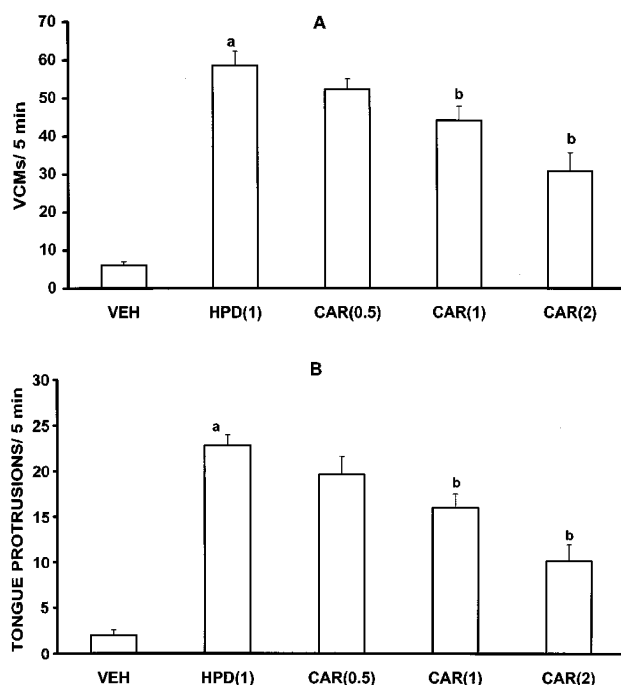 A
VCMs/ 5 min
70
60
50
40
30
20
10
0
a
b
b
VEH HPD(1) CAR(0.5) CAR(1) CAR(2)
B
TONGUE PROTRUSIONS/ 5 min
30
25
20
15
10
5
0
a
b
b
VEH HPD(1) CAR(0.5) CAR(1) CAR(2)